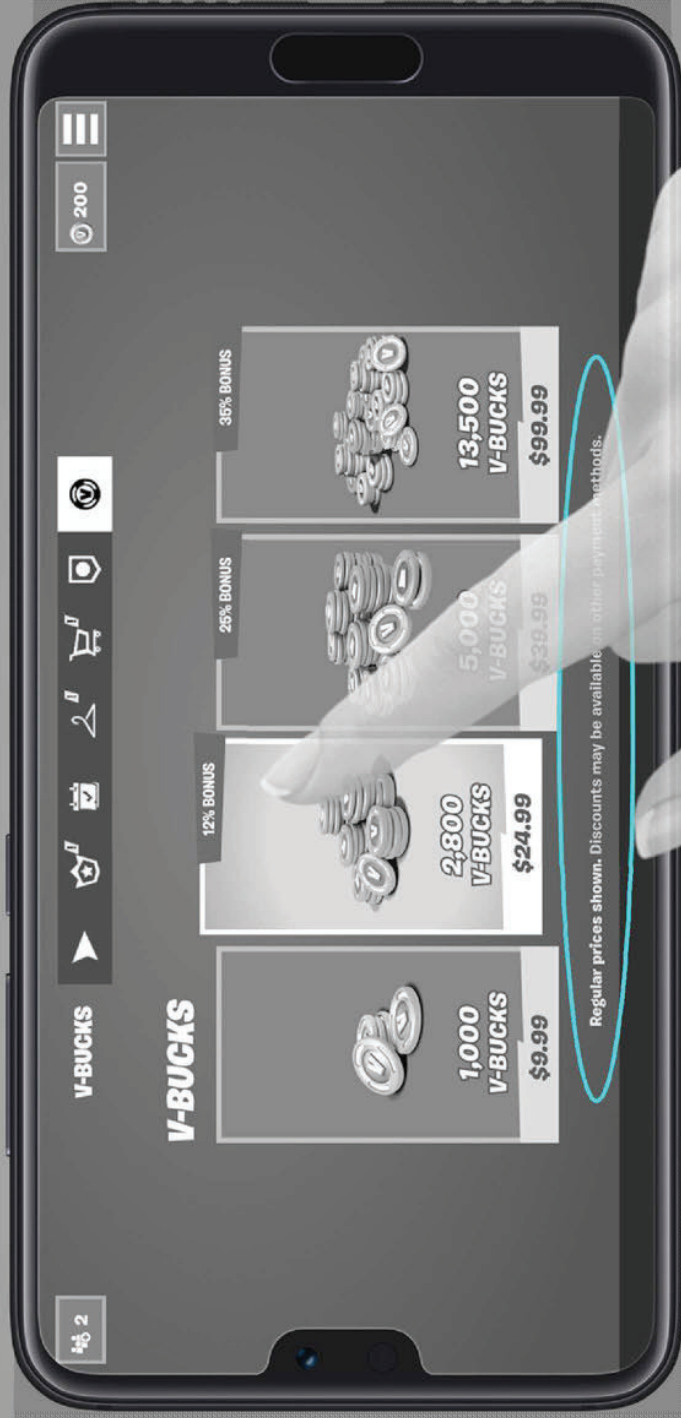 2
V-BUCKS
200
V-BUCKS
1,000
V-BUCKS
$9.99
12% BONUS
2,800
V-BUCKS
$24.99
25% BONUS
5,000
V-BUCKS
$39.99
35% BONUS
13,500
V-BUCKS
$99.99
Regular prices shown. Discounts may be available on other payment methods.